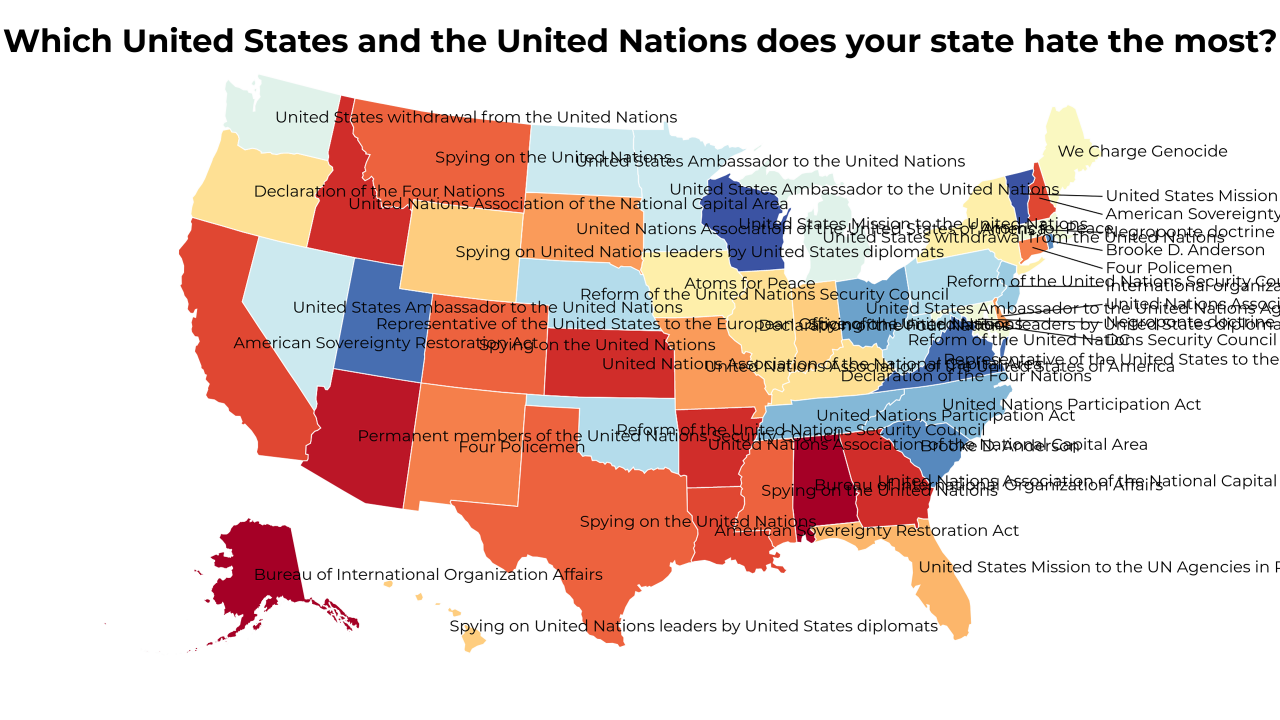 Which United States and the United Nations does your state hate the most?
United States withdrawal from the United Nations
We Charge Genocide
Spying on the United Nations
United States Ambassador to the United Nations
Declaration of the Four Nations
United States Ambassador to the United Nations
United Nations Association of the National Capital Area
United States Mission
American Sovereignty
United States Mission to the United Nations
United Nations Association of the United States of America
Atoms for Peace
Negroponte doctrine
United States withdrawal from the United Nations
Spying on United Nations leaders by United States diplomats
Brooke D. Anderson
Four Policemen
Atoms for Peace
Reform of the United Nations Security Council
Reform of the United Nations Security Cou
International organiza
United States Ambassador to the United Nations
United States Ambassador to the United Nations Ag
United Nations Associ
Representative of the United States to the European Office of the United Nations
Declaration of the Four Nations
Spying on United Nations leaders by United States diplomats
Negroponte doctrine
American Sovereignty Restoration Act
Spying on the United Nations
Reform of the United Nations Security Council
DC
United Nations Association of the National Capital Area
United Nations Association of the United States of America
Representative of the United States to the
Declaration of the Four Nations
United Nations Participation Act
United Nations Participation Act
Reform of the United Nations Security Council
Permanent members of the United Nations Security Council
Four Policemen
United Nations Association of the National Capital Area
Brooke D. Anderson
Spying on the United Nations
Bureau of International Organization Affairs
United Nations Association of the National Capital
Spying on the United Nations
American Sovereignty Restoration Act
Bureau of International Organization Affairs
United States Mission to the UN Agencies in R
Spying on United Nations leaders by United States diplomats